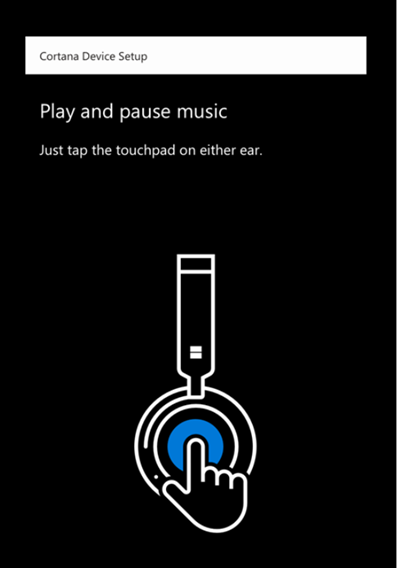 Cortana Device Setup
Play and pause music
Just tap the touchpad on either ear.